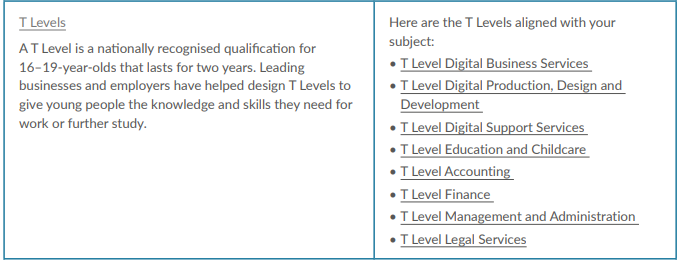 T Levels
A T Level is a nationally recognised qualification for
16–19-year-olds that lasts for two years. Leading
businesses and employers have helped design T Levels to
give young people the knowledge and skills they need for
work or further study.
Here are the T Levels aligned with your
subject:
• T Level Digital Business Services
• T Level Digital Production, Design and
Development
• T Level Digital Support Services
• T Level Education and Childcare
• T Level Accounting
• T Level Finance
• T Level Management and Administration
• T Level Legal Services